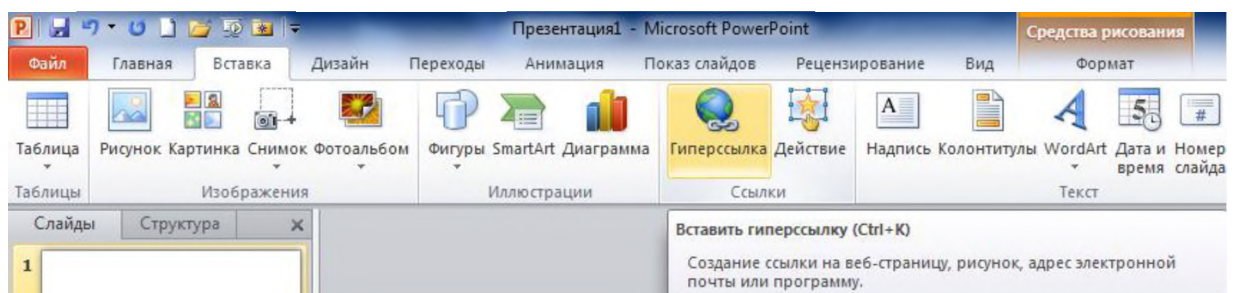 Презентация1 - Microsoft PowerPoint
Средства рисования
Файл Главная Вставка Дизайн Переходы Анимация Показ слайдов Рецензирование Вид Формат
Таблица Рисунок Картинка Снимок Фотоальбом Фигуры SmartArt Диаграмма Гиперссылка Действие Надпись Колонтитулы WordArt Дата и время Номер слайда
Таблицы Изображения Иллюстрации Ссылки Текст
Слайды Структура
Вставить гиперссылку (Ctrl+K)
1
Создание ссылки на веб-страницу, рисунок, адрес электронной
почты или программу.